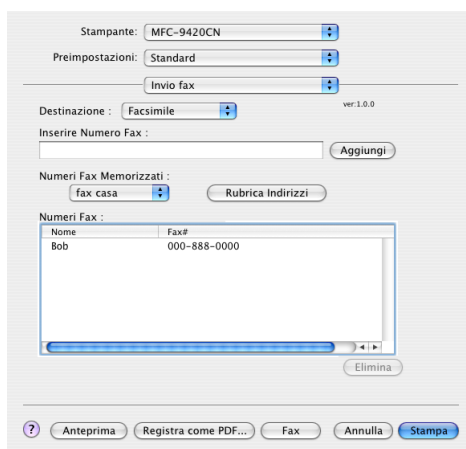 Stampante: MFC-9420CN
Preimpostazioni: Standard
Invio fax
Destinazione : Facsimile ver:1.0.0
Inserire Numero Fax :
Aggiungi
Numeri Fax Memorizzati :
fax casa Rubrica Indirizzi
Numeri Fax :
Nome Fax#
Bob 000-888-0000
Elimina
? Anteprima Registra come PDF... Fax Annulla Stampa